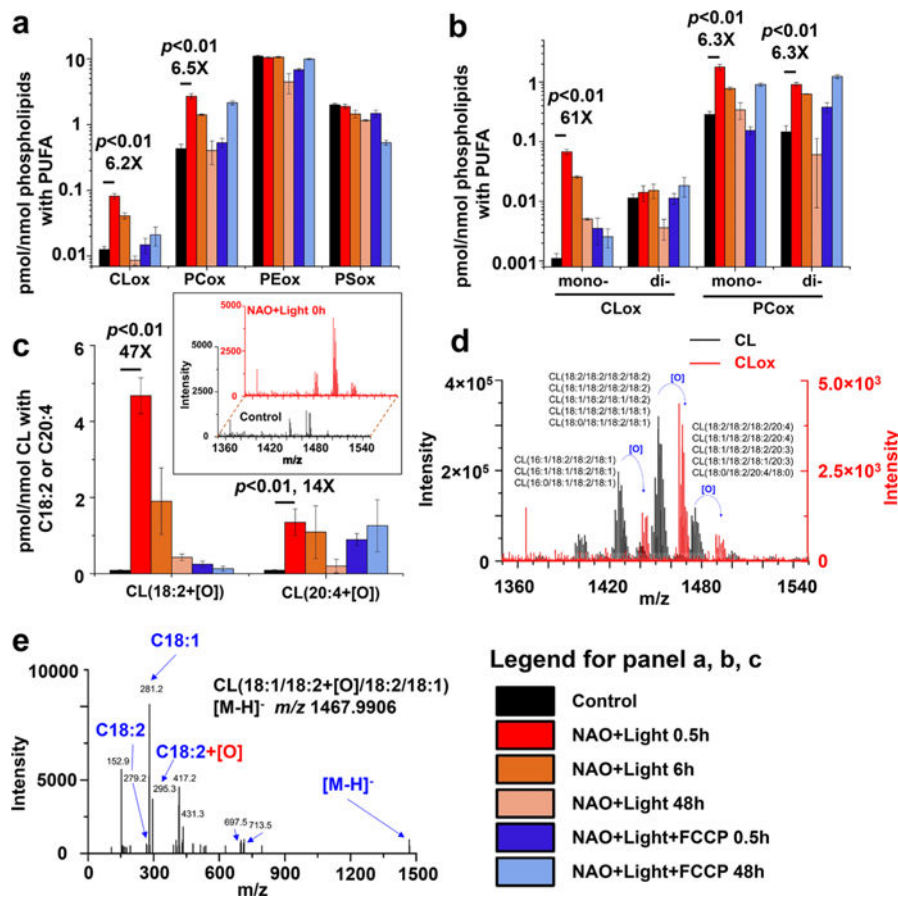 a
p<0.01
6.2X
p<0.01
6.5X
pmol/nmol phospholipids
with PUFA
10
1
0.1
0.01
CLox
PCox
PEox
PSox
b
p<0.01
61X
p<0.01
6.3X
p<0.01
6.3X
pmol/nmol phospholipids
with PUFA
1
0.1
0.01
0.001
mono-
di-
mono-
di-
CLox
PCox
c
p<0.01
47X
p<0.01, 14X
pmol/nmol CL with
C18:2 or C20:4
6
4
2
0
CL(18:2+[O])
CL(20:4+[O])
NAO+Light 0h
Control
Intensity
5000
2500
0
5000
2500
0
1360
1420
1480
1540
m/z
d
CL
CLox
4×10⁵
2×10⁵
0
Intensity
5.0×10³
2.5×10³
0
Intensity
CL(18:2/18:2/18:2/18:2)
CL(18:1/18:2/18:2/18:2)
CL(18:1/18:2/18:1/18:2)
CL(18:1/18:2/18:1/18:1)
CL(18:0/18:1/18:2/18:1)
[O]
CL(16:1/18:2/18:2/18:1)
CL(16:1/18:1/18:2/18:1)
CL(16:0/18:1/18:2/18:1)
[O]
CL(18:2/18:2/18:2/20:4)
CL(18:1/18:2/18:2/20:4)
CL(18:1/18:2/18:2/20:3)
CL(18:1/18:2/18:1/20:3)
CL(18:0/18:2/20:4/18:0)
[O]
1360
1420
1480
1540
m/z
e
C18:1
281.2
CL(18:1/18:2+[O]/18:2/18:1)
[M-H]⁻ m/z 1467.9906
C18:2
C18:2+[O]
152.9
279.2
295.3
417.2
431.3
697.5
713.5
[M-H]⁻
Intensity
10000
5000
0
0
300
600
900
1200
1500
m/z
Legend for panel a, b, c
Control
NAO+Light 0.5h
NAO+Light 6h
NAO+Light 48h
NAO+Light+FCCP 0.5h
NAO+Light+FCCP 48h